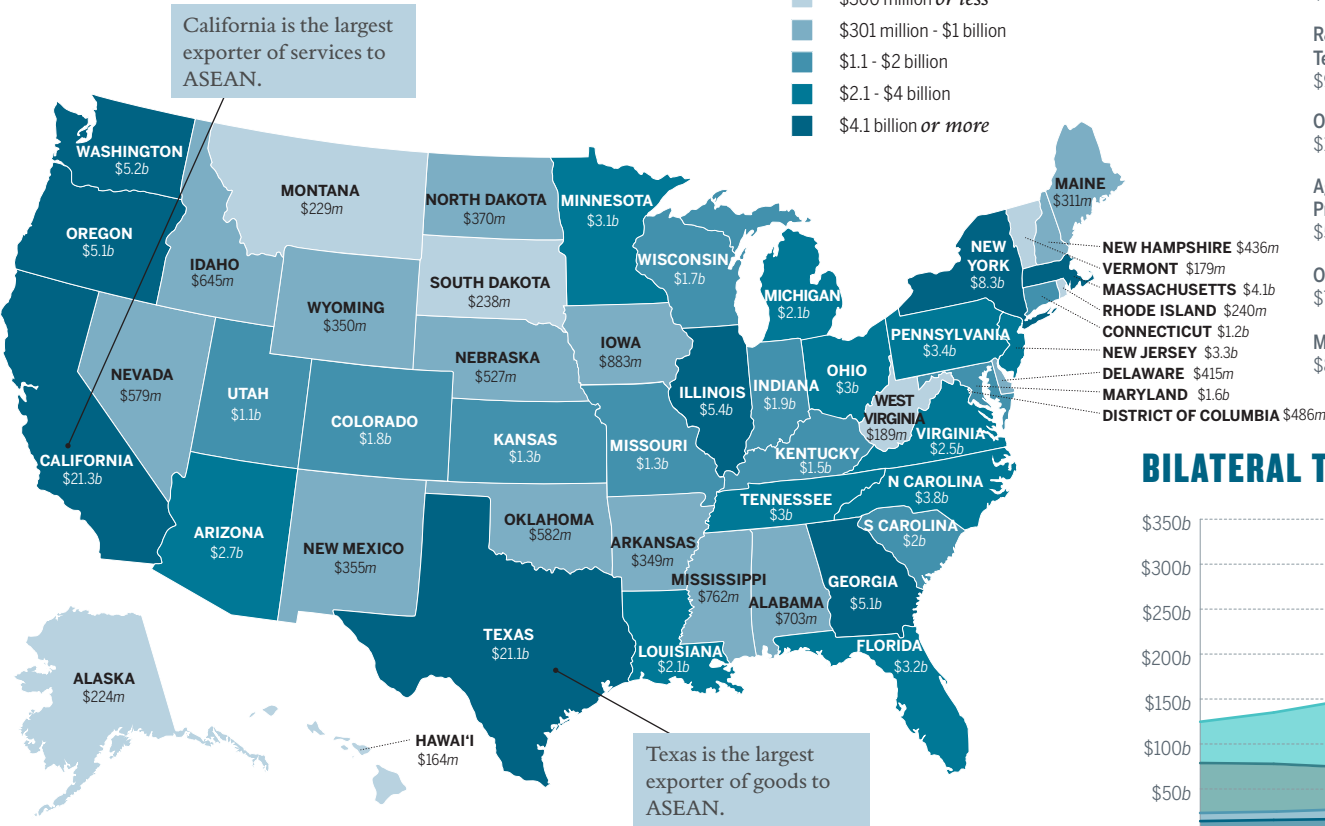 California is the largest
exporter of services to
ASEAN.
$300 million or less
$301 million - $1 billion
$1.1 - $2 billion
$2.1 - $4 billion
$4.1 billion or more
WASHINGTON
$5.2b
OREGON
$5.1b
CALIFORNIA
$21.3b
IDAHO
$645m
NEVADA
$579m
MONTANA
$229m
WYOMING
$350m
UTAH
$1.1b
COLORADO
$1.8b
ARIZONA
$2.7b
NEW MEXICO
$355m
NORTH DAKOTA
$370m
SOUTH DAKOTA
$238m
NEBRASKA
$527m
KANSAS
$1.3b
OKLAHOMA
$582m
TEXAS
$21.1b
MINNESOTA
$3.1b
IOWA
$883m
MISSOURI
$1.3b
ARKANSAS
$349m
LOUISIANA
$2.1b
WISCONSIN
$1.7b
ILLINOIS
$5.4b
MICHIGAN
$2.1b
INDIANA
$1.9b
OHIO
$3b
KENTUCKY
$1.5b
TENNESSEE
$3b
MISSISSIPPI
$762m
ALABAMA
$703m
GEORGIA
$5.1b
FLORIDA
$3.2b
S CAROLINA
$2b
N CAROLINA
$3.8b
VIRGINIA
$2.5b
WEST
VIRGINIA
$189m
PENNSYLVANIA
$3.4b
NEW
YORK
$8.3b
MAINE
$311m
NEW HAMPSHIRE $436m
VERMONT $179m
MASSACHUSETTS $4.1b
RHODE ISLAND $240m
CONNECTICUT $1.2b
NEW JERSEY $3.3b
DELAWARE $415m
MARYLAND $1.6b
DISTRICT OF COLUMBIA $486m
ALASKA
$224m
HAWAI‘I
$164m
Texas is the largest
exporter of goods to
ASEAN.
BILATERAL T
$350b
$300b
$250b
$200b
$150b
$100b
$50b